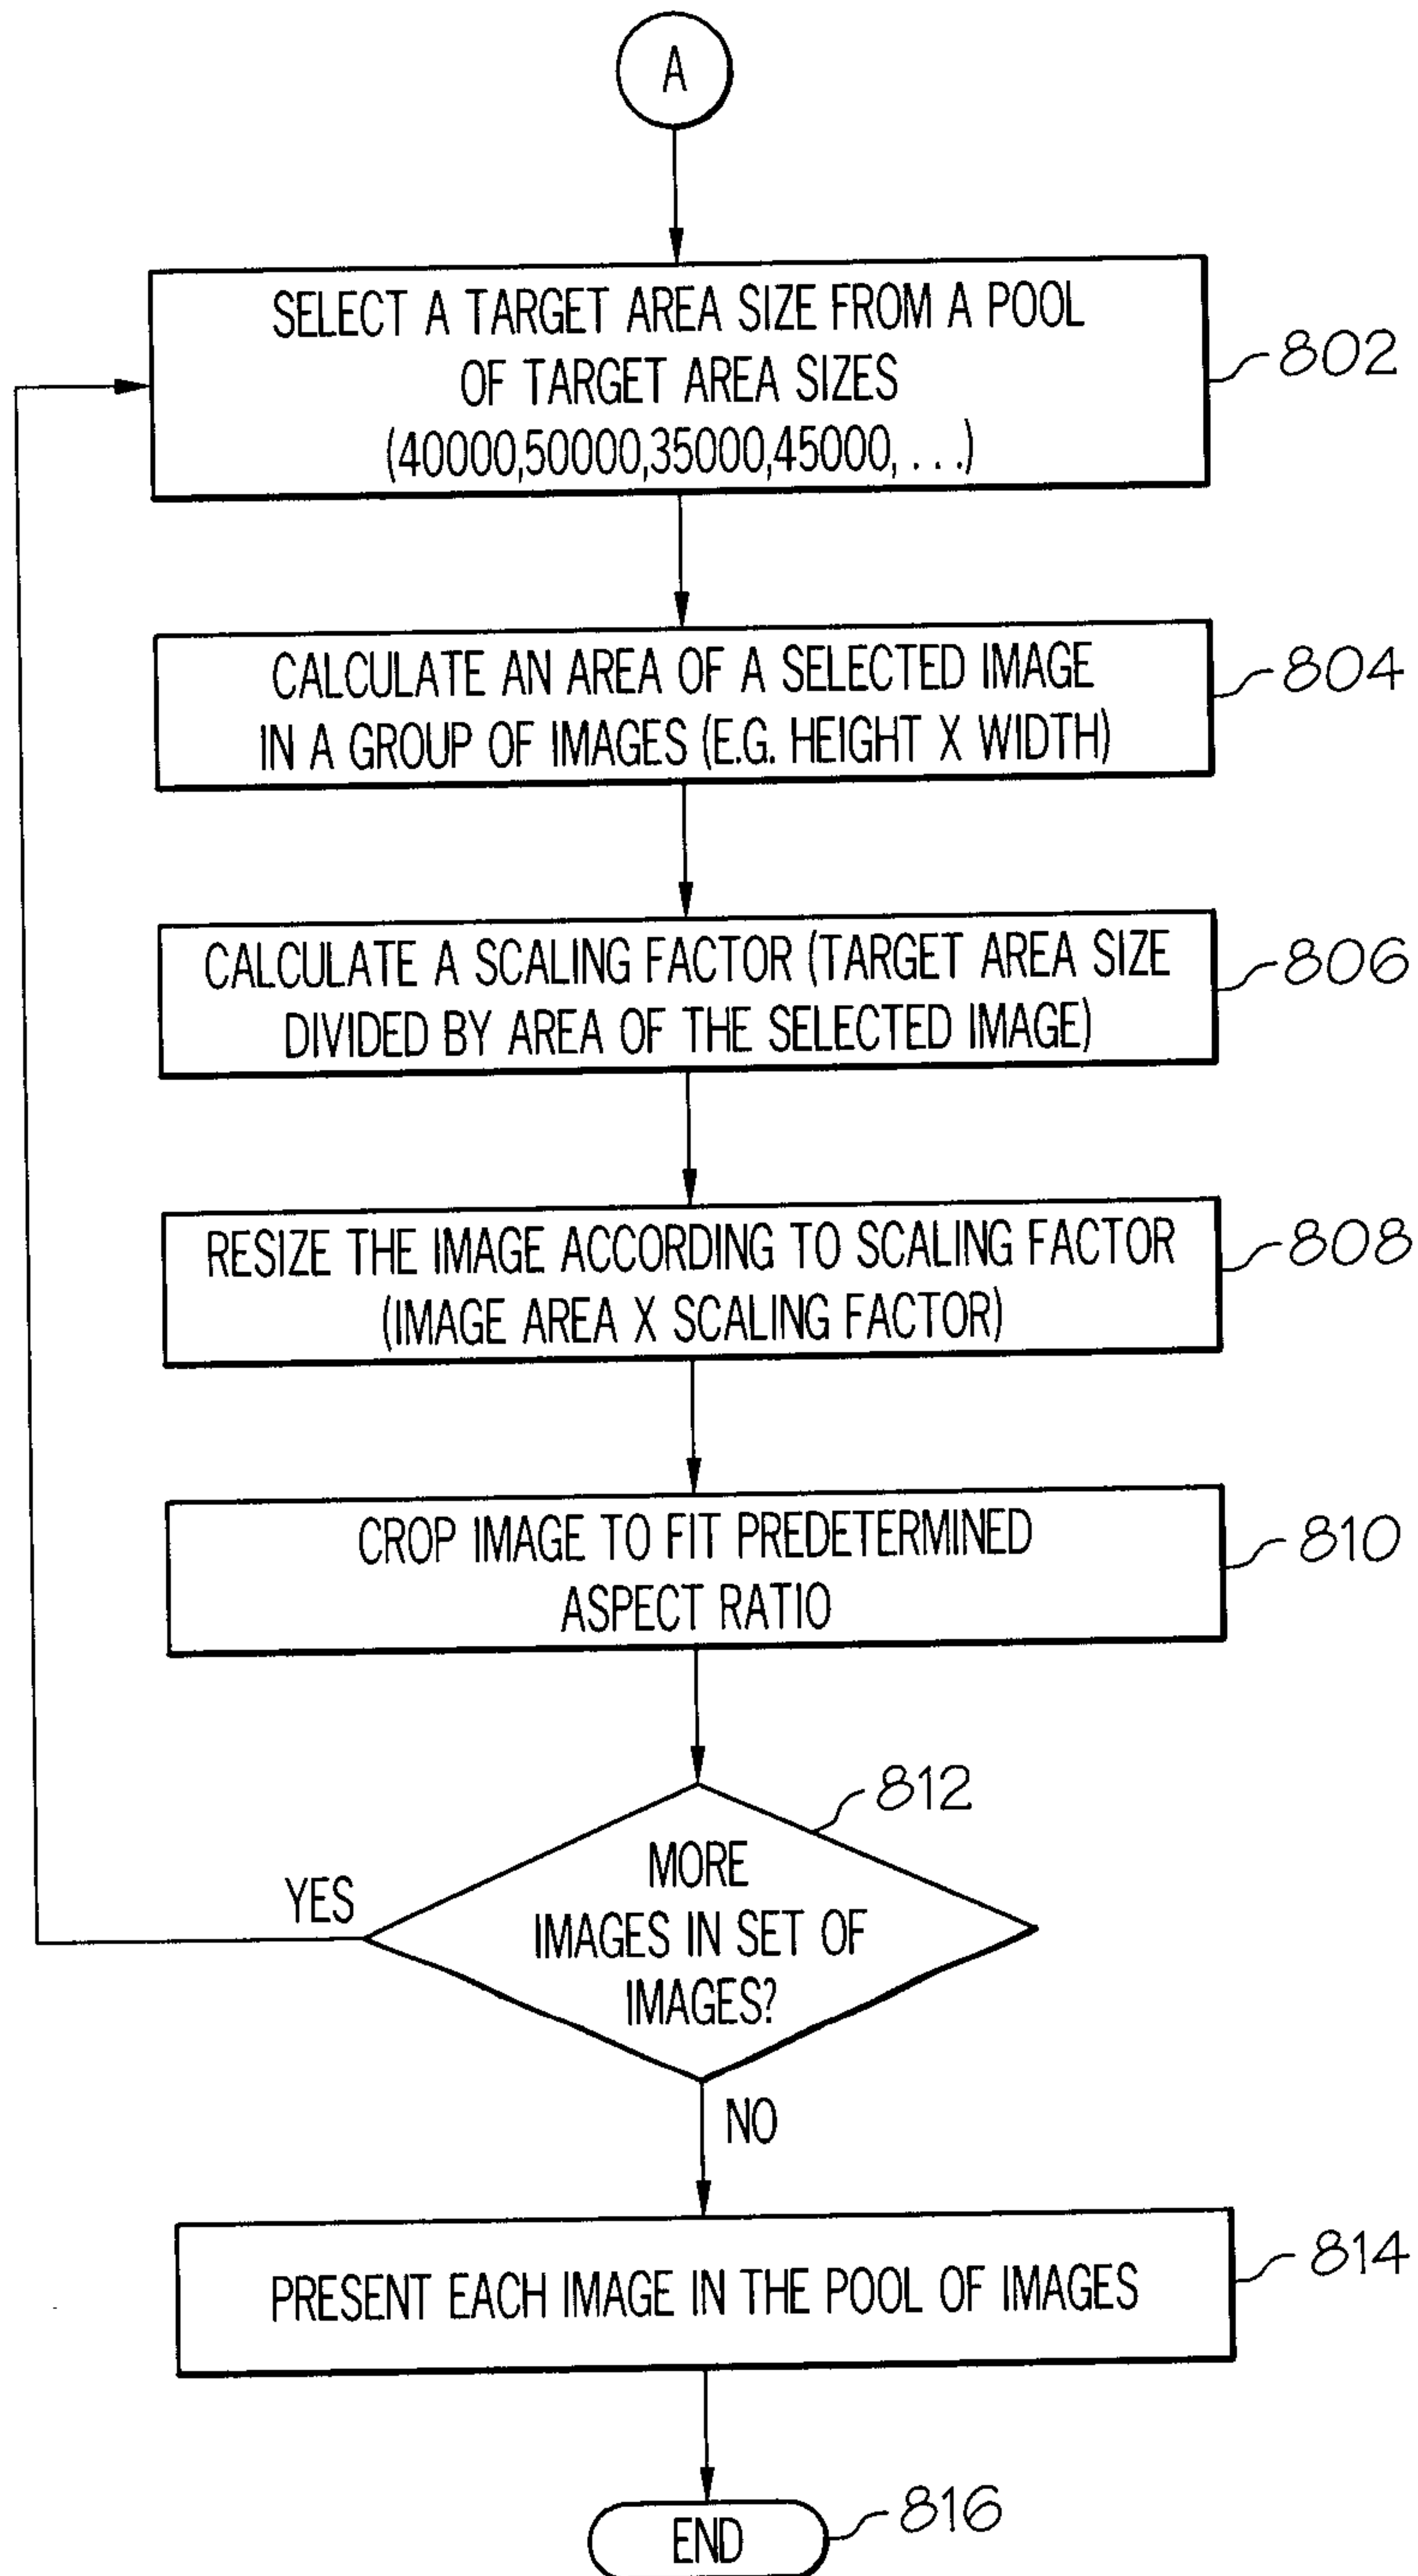 A
SELECT A TARGET AREA SIZE FROM A POOL
OF TARGET AREA SIZES
(40000,50000,35000,45000, . . .)
802
CALCULATE AN AREA OF A SELECTED IMAGE
IN A GROUP OF IMAGES (E.G. HEIGHT X WIDTH)
804
CALCULATE A SCALING FACTOR (TARGET AREA SIZE
DIVIDED BY AREA OF THE SELECTED IMAGE)
806
RESIZE THE IMAGE ACCORDING TO SCALING FACTOR
(IMAGE AREA X SCALING FACTOR)
808
CROP IMAGE TO FIT PREDETERMINED
ASPECT RATIO
810
812
MORE
IMAGES IN SET OF
IMAGES?
YES
NO
PRESENT EACH IMAGE IN THE POOL OF IMAGES
814
END
816